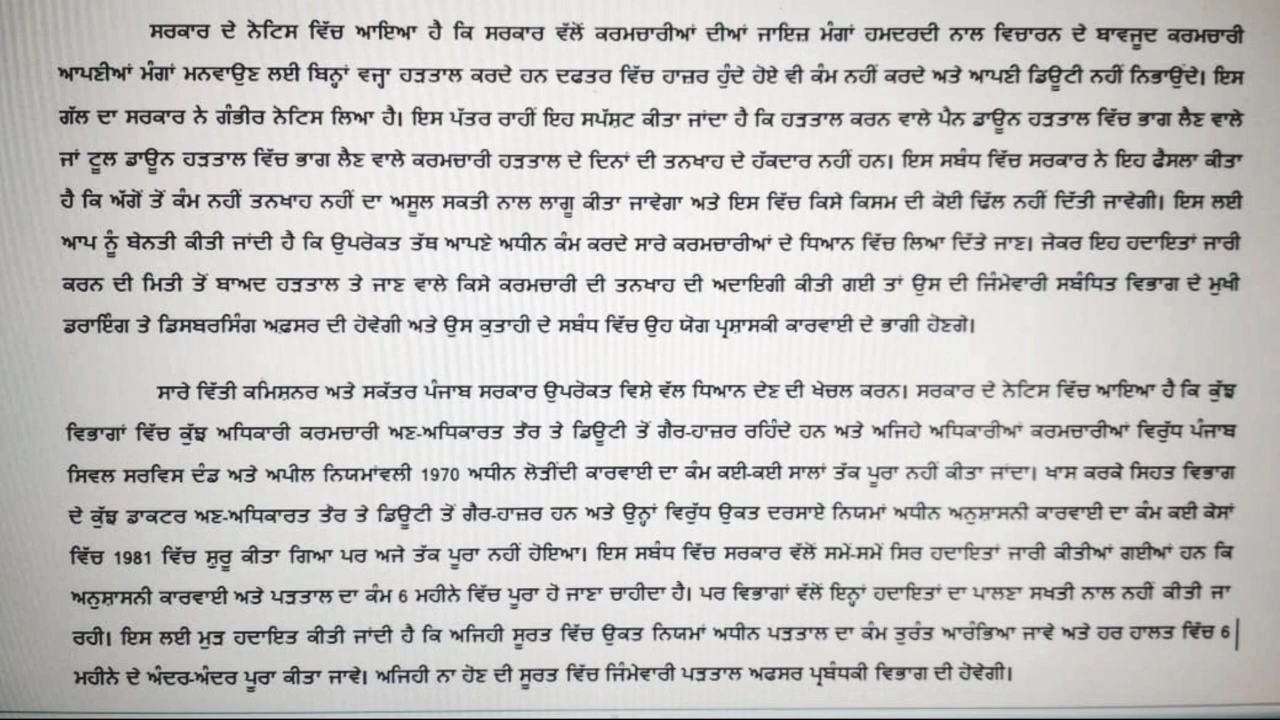 ਸਰਕਾਰ ਦੇ ਨੋਟਿਸ ਵਿੱਚ ਆਇਆ ਹੈ ਕਿ ਸਰਕਾਰ ਵੱਲੋਂ ਕਰਮਚਾਰੀਆਂ ਦੀਆਂ ਜਾਇਜ਼ ਮੰਗਾਂ ਹਮਦਰਦੀ ਨਾਲ ਵਿਚਾਰਨ ਦੇ ਬਾਵਜੂਦ ਕਰਮਚਾਰੀ
ਆਪਣੀਆਂ ਮੰਗਾਂ ਮਨਵਾਉਣ ਲਈ ਬਿਨ੍ਹਾਂ ਵਜ੍ਹਾ ਹੜਤਾਲ ਕਰਦੇ ਹਨ ਦਫਤਰ ਵਿੱਚ ਹਾਜ਼ਰ ਹੁੰਦੇ ਹੋਏ ਵੀ ਕੰਮ ਨਹੀਂ ਕਰਦੇ ਅਤੇ ਆਪਣੀ ਡਿਊਟੀ ਨਹੀਂ ਨਿਭਾਉਂਦੇ। ਇਸ
ਗੱਲ ਦਾ ਸਰਕਾਰ ਨੇ ਗੰਭੀਰ ਨੋਟਿਸ ਲਿਆ ਹੈ। ਇਸ ਪੱਤਰ ਰਾਹੀਂ ਇਹ ਸਪੱਸ਼ਟ ਕੀਤਾ ਜਾਂਦਾ ਹੈ ਕਿ ਹੜਤਾਲ ਕਰਨ ਵਾਲੇ ਪੈਨ ਡਾਊਨ ਹੜਤਾਲ ਵਿੱਚ ਭਾਗ ਲੈਣ ਵਾਲੇ
ਜਾਂ ਟੂਲ ਡਾਊਨ ਹੜਤਾਲ ਵਿੱਚ ਭਾਗ ਲੈਣ ਵਾਲੇ ਕਰਮਚਾਰੀ ਹੜਤਾਲ ਦੇ ਦਿਨਾਂ ਦੀ ਤਨਖਾਹ ਦੇ ਹੱਕਦਾਰ ਨਹੀਂ ਹਨ। ਇਸ ਸਬੰਧ ਵਿੱਚ ਸਰਕਾਰ ਨੇ ਇਹ ਫੈਸਲਾ ਕੀਤਾ
ਹੈ ਕਿ ਅੱਗੋਂ ਤੋਂ ਕੰਮ ਨਹੀਂ ਤਨਖਾਹ ਨਹੀਂ ਦਾ ਅਸੂਲ ਸਕਤੀ ਨਾਲ ਲਾਗੂ ਕੀਤਾ ਜਾਵੇਗਾ ਅਤੇ ਇਸ ਵਿੱਚ ਕਿਸੇ ਕਿਸਮ ਦੀ ਕੋਈ ਢਿੱਲ ਨਹੀਂ ਦਿੱਤੀ ਜਾਵੇਗੀ। ਇਸ ਲਈ
ਆਪ ਨੂੰ ਬੇਨਤੀ ਕੀਤੀ ਜਾਂਦੀ ਹੈ ਕਿ ਉਪਰੋਕਤ ਤੱਥ ਆਪਣੇ ਅਧੀਨ ਕੰਮ ਕਰਦੇ ਸਾਰੇ ਕਰਮਚਾਰੀਆਂ ਦੇ ਧਿਆਨ ਵਿੱਚ ਲਿਆ ਦਿੱਤੇ ਜਾਣ। ਜੇਕਰ ਇਹ ਹਦਾਇਤਾਂ ਜਾਰੀ
ਕਰਨ ਦੀ ਮਿਤੀ ਤੋਂ ਬਾਅਦ ਹੜਤਾਲ ਤੇ ਜਾਣ ਵਾਲੇ ਕਿਸੇ ਕਰਮਚਾਰੀ ਦੀ ਤਨਖਾਹ ਦੀ ਅਦਾਇਗੀ ਕੀਤੀ ਗਈ ਤਾਂ ਉਸ ਦੀ ਜਿੰਮੇਵਾਰੀ ਸਬੰਧਿਤ ਵਿਭਾਗ ਦੇ ਮੁਖੀ
ਡਰਾਇੰਗ ਤੇ ਡਿਸਬਰਸਿੰਗ ਅਫ਼ਸਰ ਦੀ ਹੋਵੇਗੀ ਅਤੇ ਉਸ ਕੁਤਾਹੀ ਦੇ ਸਬੰਧ ਵਿੱਚ ਉਹ ਯੋਗ ਪ੍ਰਸ਼ਾਸਕੀ ਕਾਰਵਾਈ ਦੇ ਭਾਗੀ ਹੋਣਗੇ।
ਸਾਰੇ ਵਿੱਤੀ ਕਮਿਸ਼ਨਰ ਅਤੇ ਸਕੱਤਰ ਪੰਜਾਬ ਸਰਕਾਰ ਉਪਰੋਕਤ ਵਿਸ਼ੇ ਵੱਲ ਧਿਆਨ ਦੇਣ ਦੀ ਖੇਚਲ ਕਰਨ। ਸਰਕਾਰ ਦੇ ਨੋਟਿਸ ਵਿੱਚ ਆਇਆ ਹੈ ਕਿ ਕੁੱਝ
ਵਿਭਾਗਾਂ ਵਿੱਚ ਕੁੱਝ ਅਧਿਕਾਰੀ ਕਰਮਚਾਰੀ ਅਣ-ਅਧਿਕਾਰਤ ਤੌਰ ਤੇ ਡਿਊਟੀ ਤੋਂ ਗੈਰ-ਹਾਜ਼ਰ ਰਹਿੰਦੇ ਹਨ ਅਤੇ ਅਜਿਹੇ ਅਧਿਕਾਰੀਆਂ ਕਰਮਚਾਰੀਆਂ ਵਿਰੁੱਧ ਪੰਜਾਬ
ਸਿਵਲ ਸਰਵਿਸ ਦੰਡ ਅਤੇ ਅਪੀਲ ਨਿਯਮਾਂਵਲੀ 1970 ਅਧੀਨ ਲੋੜੀਂਦੀ ਕਾਰਵਾਈ ਦਾ ਕੰਮ ਕਈ-ਕਈ ਸਾਲਾਂ ਤੱਕ ਪੂਰਾ ਨਹੀਂ ਕੀਤਾ ਜਾਂਦਾ। ਖਾਸ ਕਰਕੇ ਸਿਹਤ ਵਿਭਾਗ
ਦੇ ਕੁੱਝ ਡਾਕਟਰ ਅਣ-ਅਧਿਕਾਰਤ ਤੌਰ ਤੇ ਡਿਊਟੀ ਤੋਂ ਗੈਰ-ਹਾਜ਼ਰ ਹਨ ਅਤੇ ਉਨ੍ਹਾਂ ਵਿਰੁੱਧ ਉਕਤ ਦਰਸਾਏ ਨਿਯਮਾਂ ਅਧੀਨ ਅਨੁਸ਼ਾਸਨੀ ਕਾਰਵਾਈ ਦਾ ਕੰਮ ਕਈ ਕੇਸਾਂ
ਵਿੱਚ 1981 ਵਿੱਚ ਸ਼ੁਰੂ ਕੀਤਾ ਗਿਆ ਪਰ ਅਜੇ ਤੱਕ ਪੂਰਾ ਨਹੀਂ ਹੋਇਆ। ਇਸ ਸਬੰਧ ਵਿੱਚ ਸਰਕਾਰ ਵੱਲੋਂ ਸਮੇਂ-ਸਮੇਂ ਸਿਰ ਹਦਾਇਤਾਂ ਜਾਰੀ ਕੀਤੀਆਂ ਗਈਆਂ ਹਨ ਕਿ
ਅਨੁਸ਼ਾਸਨੀ ਕਾਰਵਾਈ ਅਤੇ ਪੜਤਾਲ ਦਾ ਕੰਮ 6 ਮਹੀਨੇ ਵਿੱਚ ਪੂਰਾ ਹੋ ਜਾਣਾ ਚਾਹੀਦਾ ਹੈ। ਪਰ ਵਿਭਾਗਾਂ ਵੱਲੋਂ ਇਨ੍ਹਾਂ ਹਦਾਇਤਾਂ ਦਾ ਪਾਲਣਾ ਸਖਤੀ ਨਾਲ ਨਹੀਂ ਕੀਤੀ ਜਾ
ਰਹੀ। ਇਸ ਲਈ ਮੁੜ ਹਦਾਇਤ ਕੀਤੀ ਜਾਂਦੀ ਹੈ ਕਿ ਅਜਿਹੀ ਸੂਰਤ ਵਿੱਚ ਉਕਤ ਨਿਯਮਾਂ ਅਧੀਨ ਪੜਤਾਲ ਦਾ ਕੰਮ ਤੁਰੰਤ ਆਰੰਭਿਆ ਜਾਵੇ ਅਤੇ ਹਰ ਹਾਲਤ ਵਿੱਚ 6
ਮਹੀਨੇ ਦੇ ਅੰਦਰ-ਅੰਦਰ ਪੂਰਾ ਕੀਤਾ ਜਾਵੇ। ਅਜਿਹੀ ਨਾ ਹੋਣ ਦੀ ਸੂਰਤ ਵਿੱਚ ਜਿੰਮੇਵਾਰੀ ਪੜਤਾਲ ਅਫਸਰ ਪ੍ਰਬੰਧਕੀ ਵਿਭਾਗ ਦੀ ਹੋਵੇਗੀ।